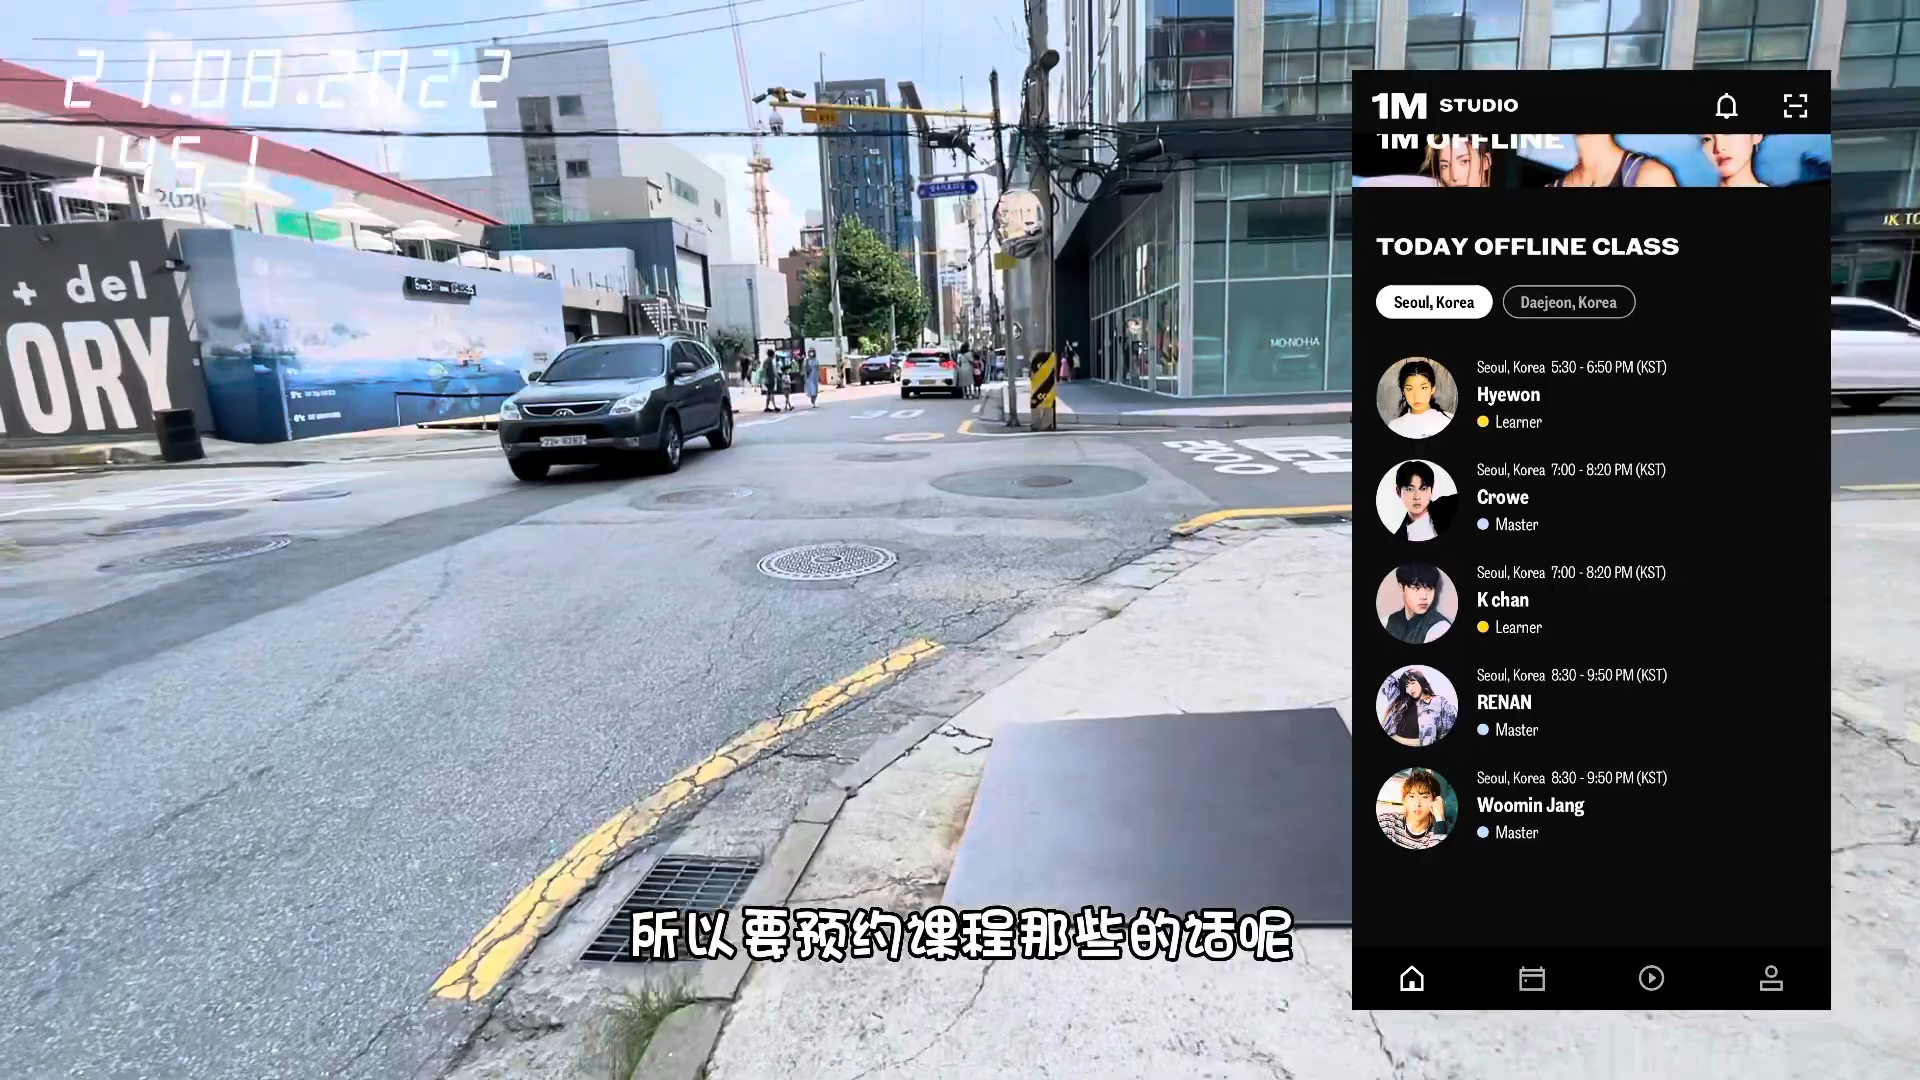 21.08.2022
1451
+ del
TORY
MO-NO-HA
1M STUDIO
1M OFFLINE
TODAY OFFLINE CLASS
Seoul, Korea
Daejeon, Korea
Seoul, Korea 5:30 - 6:50 PM (KST)
Hyewon
Learner
Seoul, Korea 7:00 - 8:20 PM (KST)
Crowe
Master
Seoul, Korea 7:00 - 8:20 PM (KST)
K chan
Learner
Seoul, Korea 8:30 - 9:50 PM (KST)
RENAN
Master
Seoul, Korea 8:30 - 9:50 PM (KST)
Woomin Jang
Master
所以要预约课程那些的话呢